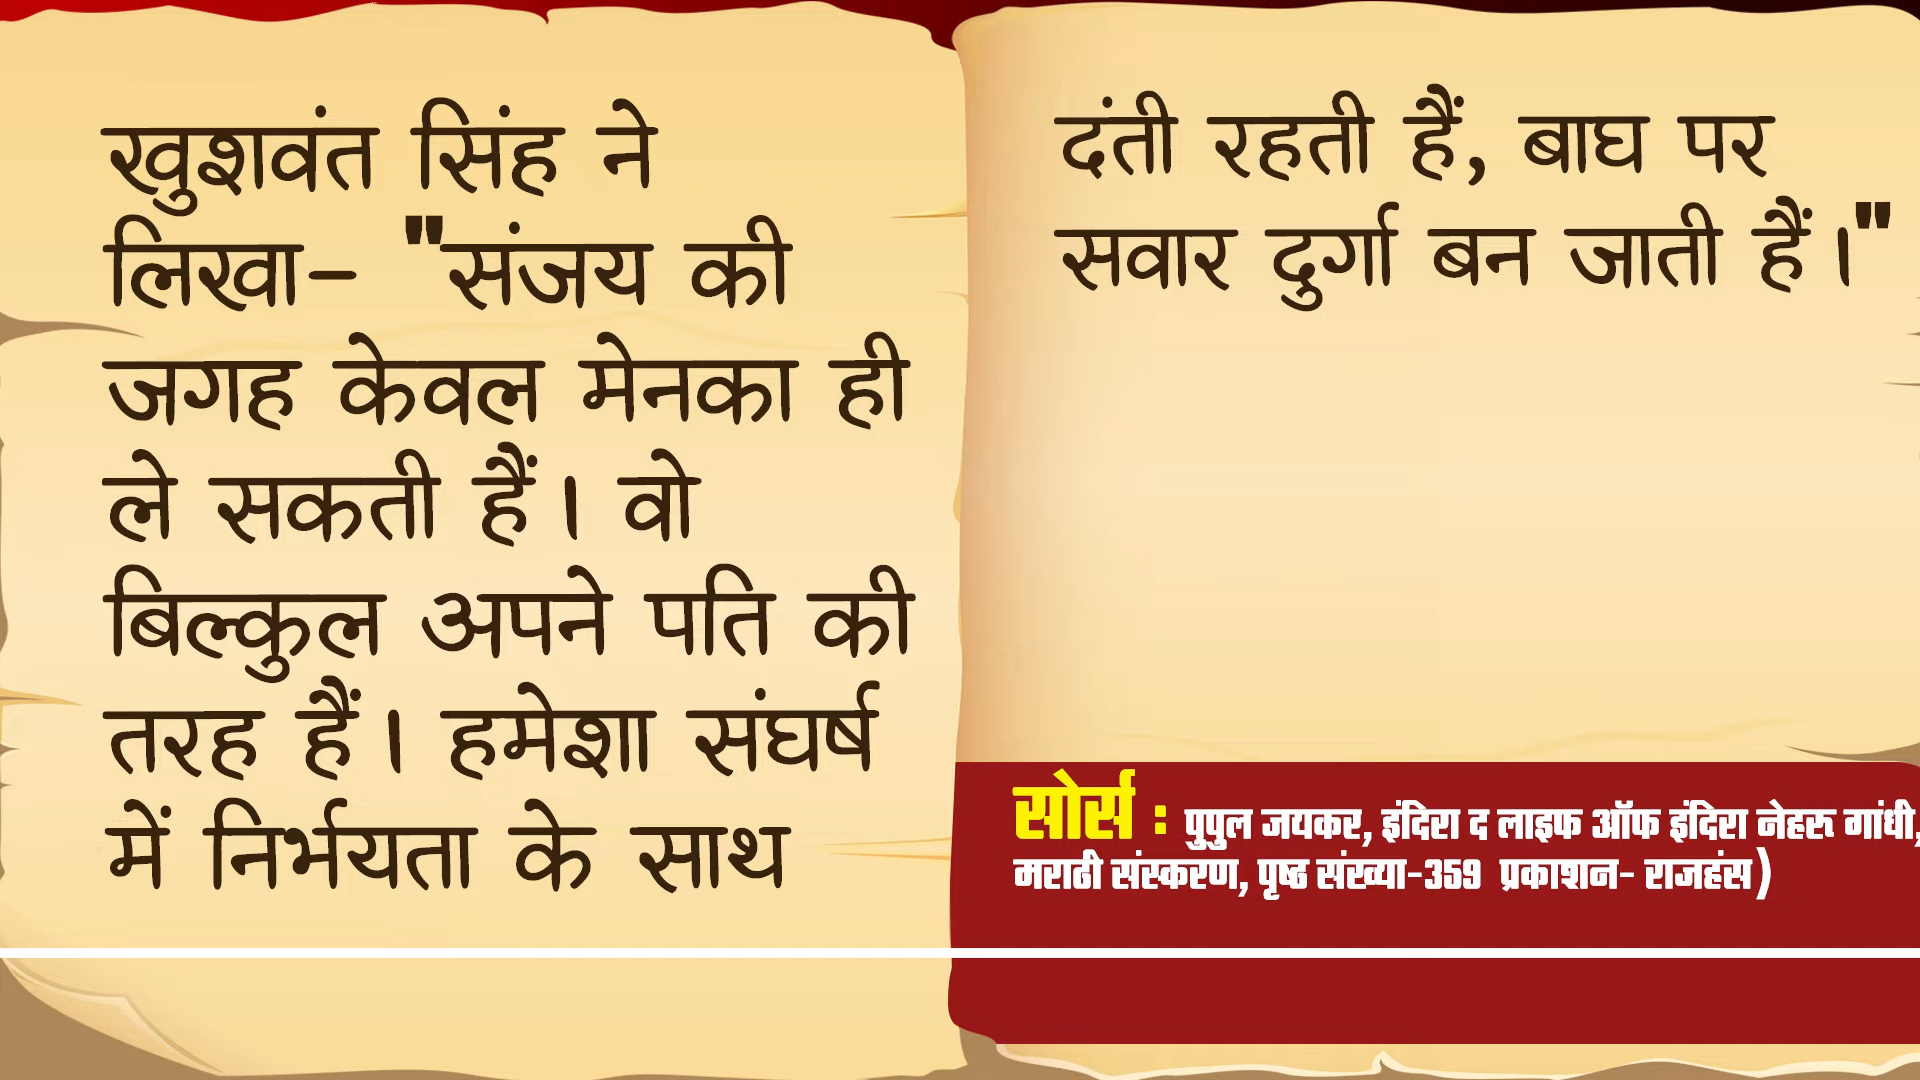 खुशवंत सिंह ने
लिखा- "संजय की
जगह केवल मेनका ही
ले सकती हैं। वो
बिल्कुल अपने पति की
तरह हैं। हमेशा संघर्ष
में निर्भयता के साथ
दंती रहती हैं, बाघ पर
सवार दुर्गा बन जाती हैं।"
सोर्स : पुपुल जयकर, इंदिरा द लाइफ ऑफ इंदिरा नेहरू गांधी,
मराठी संस्करण, पृष्ठ संख्या-359 प्रकाशन- राजहंस)